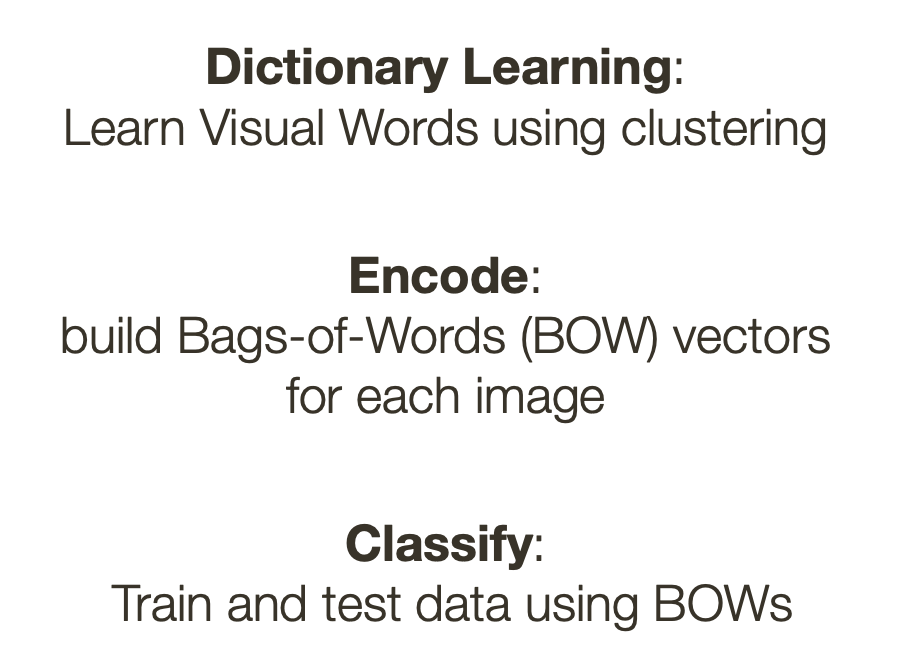 Dictionary Learning:
Learn Visual Words using clustering
Encode:
build Bags-of-Words (BOW) vectors
for each image
Classify:
Train and test data using BOWs